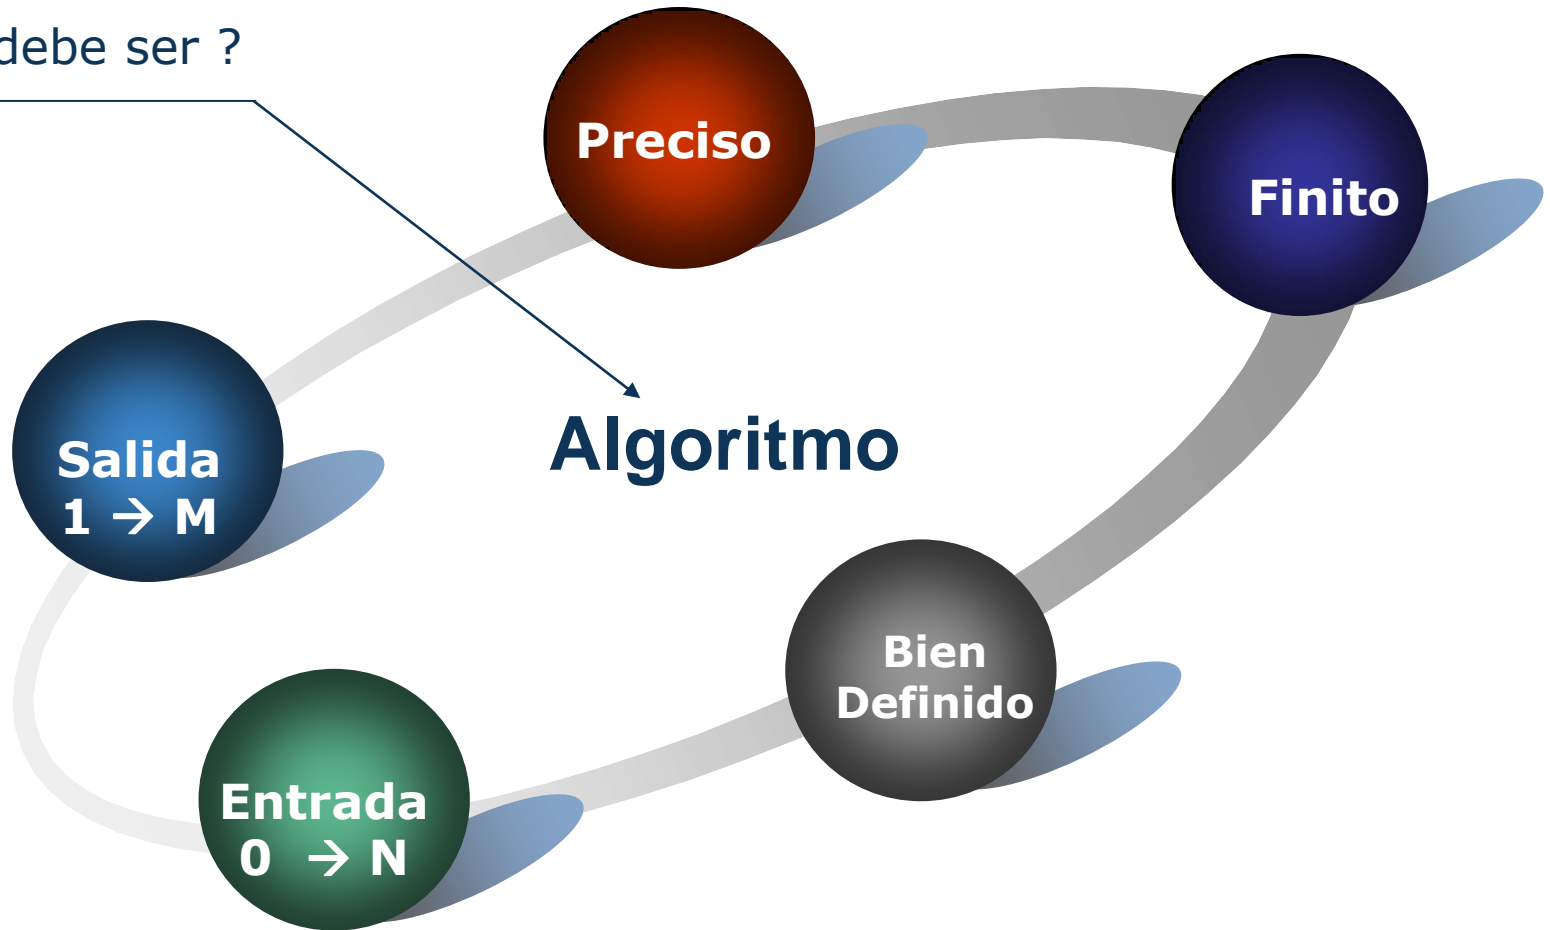 debe ser ?
Preciso
Finito
Algoritmo
Salida
1 → M
Bien
Definido
Entrada
0 → N